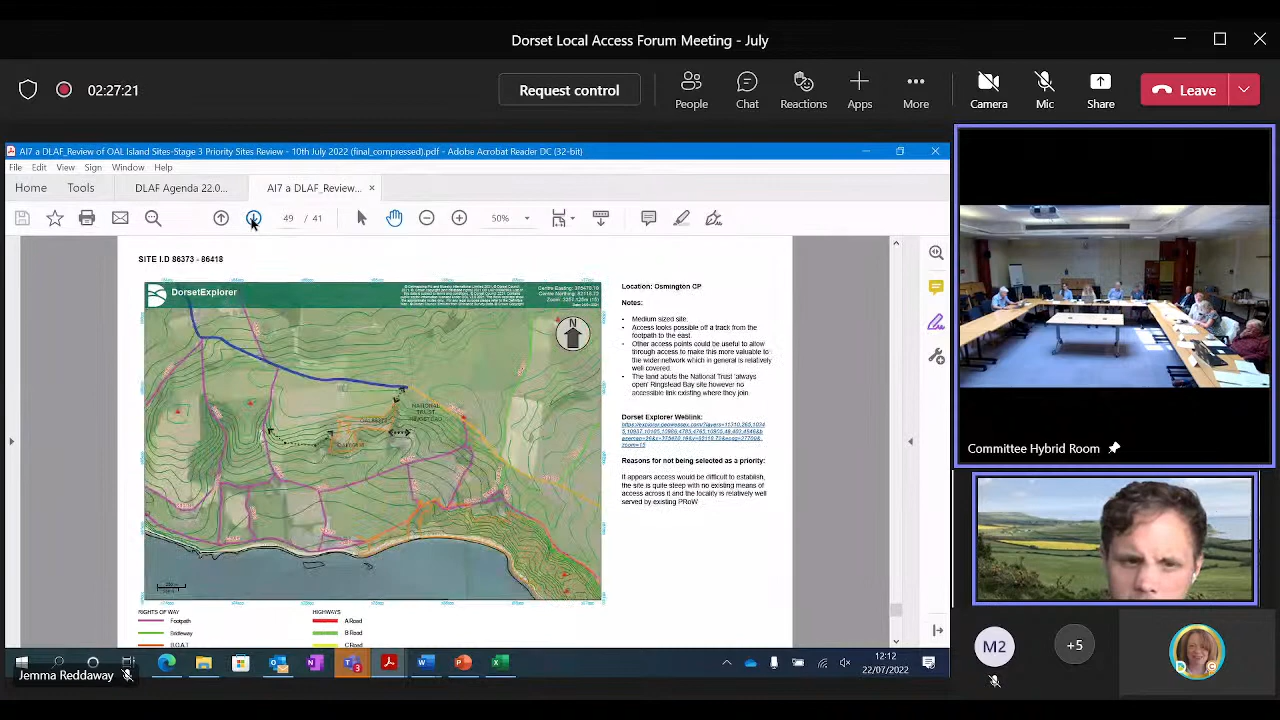 Dorset Local Access Forum Meeting - July
02:27:21
Request control
People
Chat
Reactions
Apps
More
Camera
Mic
Share
Leave
AI7 a DLAF_Review of OAL Island Sites-Stage 3 Priority Sites Review - 10th July 2022 (final_compressed).pdf - Adobe Acrobat Reader DC (32-bit)
File Edit View Sign Window Help
Home Tools DLAF Agenda 22.0... AI7 a DLAF_Review... ×
49 / 41
50%
SITE I.D 86373 - 86418
DorsetExplorer
N
NATIONAL
TRUST
Location: Osmington CP
Notes:
• Medium sized site.
• Access looks possible off a track from the
footpath to the east.
• Other access points could be useful to allow
through access to make this more valuable to
the wider network which in general is relatively
well covered.
• The land abuts the National Trust 'always
open' Ringstead Bay site however no
accessible link existing where they join.
Dorset Explorer Weblink:
Reasons for not being selected as a priority:
It appears access would be difficult to establish,
the site is quite steep with no existing means of
access across it and the locality is relatively well
served by existing PRoW
RIGHTS OF WAY
Footpath
Bridleway
HIGHWAYS
A Road
B Road
C Road
Committee Hybrid Room
M2
+5
Jemma Reddaway
12:12
22/07/2022